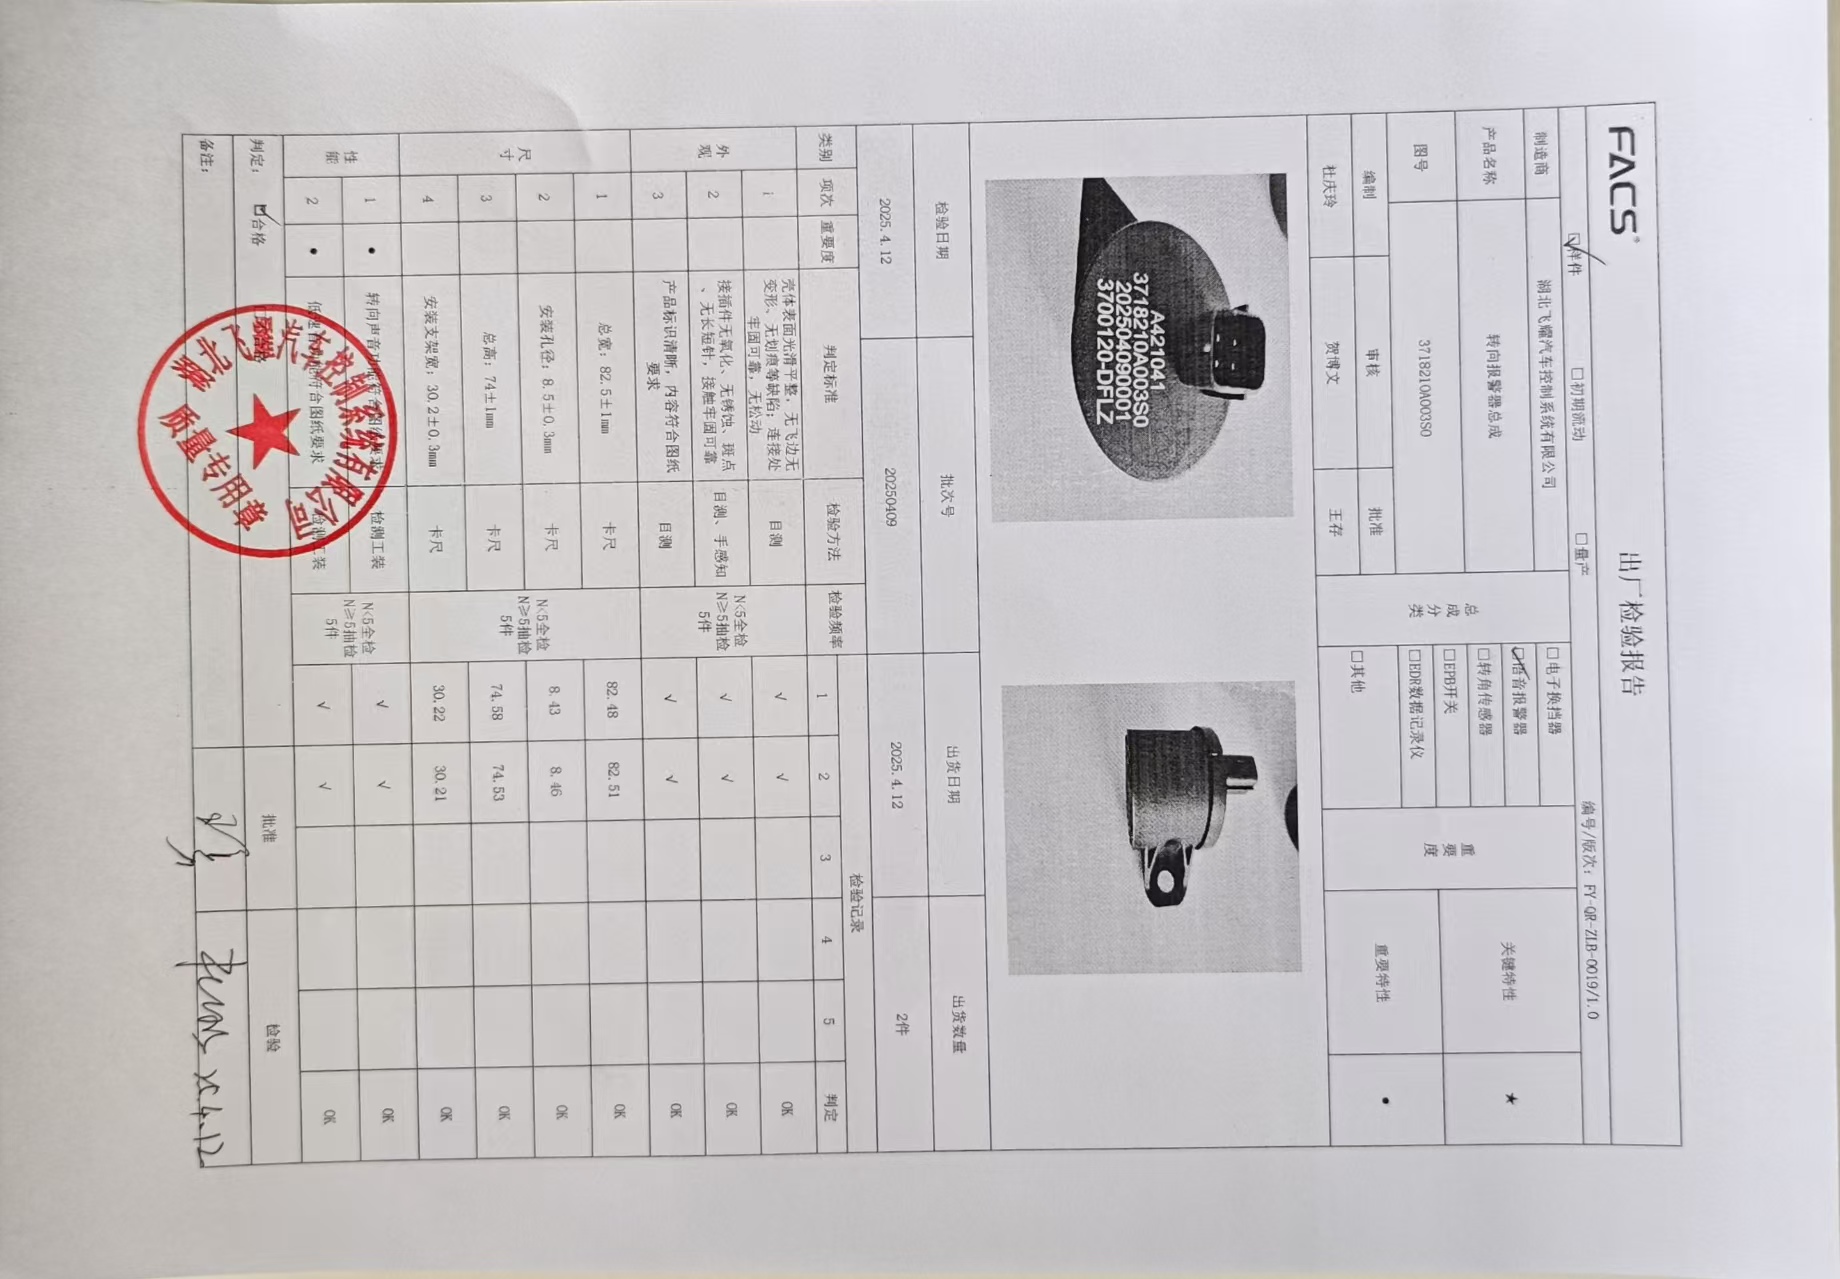 FACS®
出厂检验报告
编号/版次：FY-QR-ZLB-0019/1.0
☑样件 □初期流动 □量产
制造商 湖北飞耀汽车控制系统有限公司
产品名称 转向报警器总成
图号 3718210A003S0
编制 审核 批准
杜庆玲 贺博文 王存
总成分类
□电子换挡器
☑语音报警器
□转角传感器
□EPB开关
□EDR数据记录仪
□其他
重要度
关键特性 ★
重要特性 •
A421041
3718210A003S0
202504090001
3700120-DFLZ
检验日期 批次号 出货日期 出货数量
2025.4.12 20250409 2025.4.12 2件
类别 项次 重要度 判定标准 检验方法 检验频率 检验记录 判定
1 2 3 4 5
外观
1 壳体表面光滑平整，无飞边无变形、无划痕等缺陷；连接处牢固可靠，无松动 目测 √ √ OK
2 接插件无氧化、无锈蚀、斑点、无长短针，接触牢固可靠 目测、手感知 √ √ OK
3 产品标识清晰，内容符合图纸要求 目测 √ √ OK
N<5全检
N≥5抽检
5件
尺寸
1 总宽：82.5±1mm 卡尺 82.48 82.51 OK
2 安装孔径：8.5±0.3mm 卡尺 8.43 8.46 OK
3 总高：74±1mm 卡尺 74.58 74.53 OK
4 安装支架宽：30.2±0.3mm 卡尺 30.22 30.21 OK
N<5全检
N≥5抽检
5件
性能
1 • 转向声音功能符合图纸要求 检测工装 √ √ OK
2 • 符合图纸要求 检测工装 √ √ OK
N<5全检
N≥5抽检
5件
判定： ☑合格
批准 检验
备注：
4.12
汽车控制系统有限公司
质量专用章